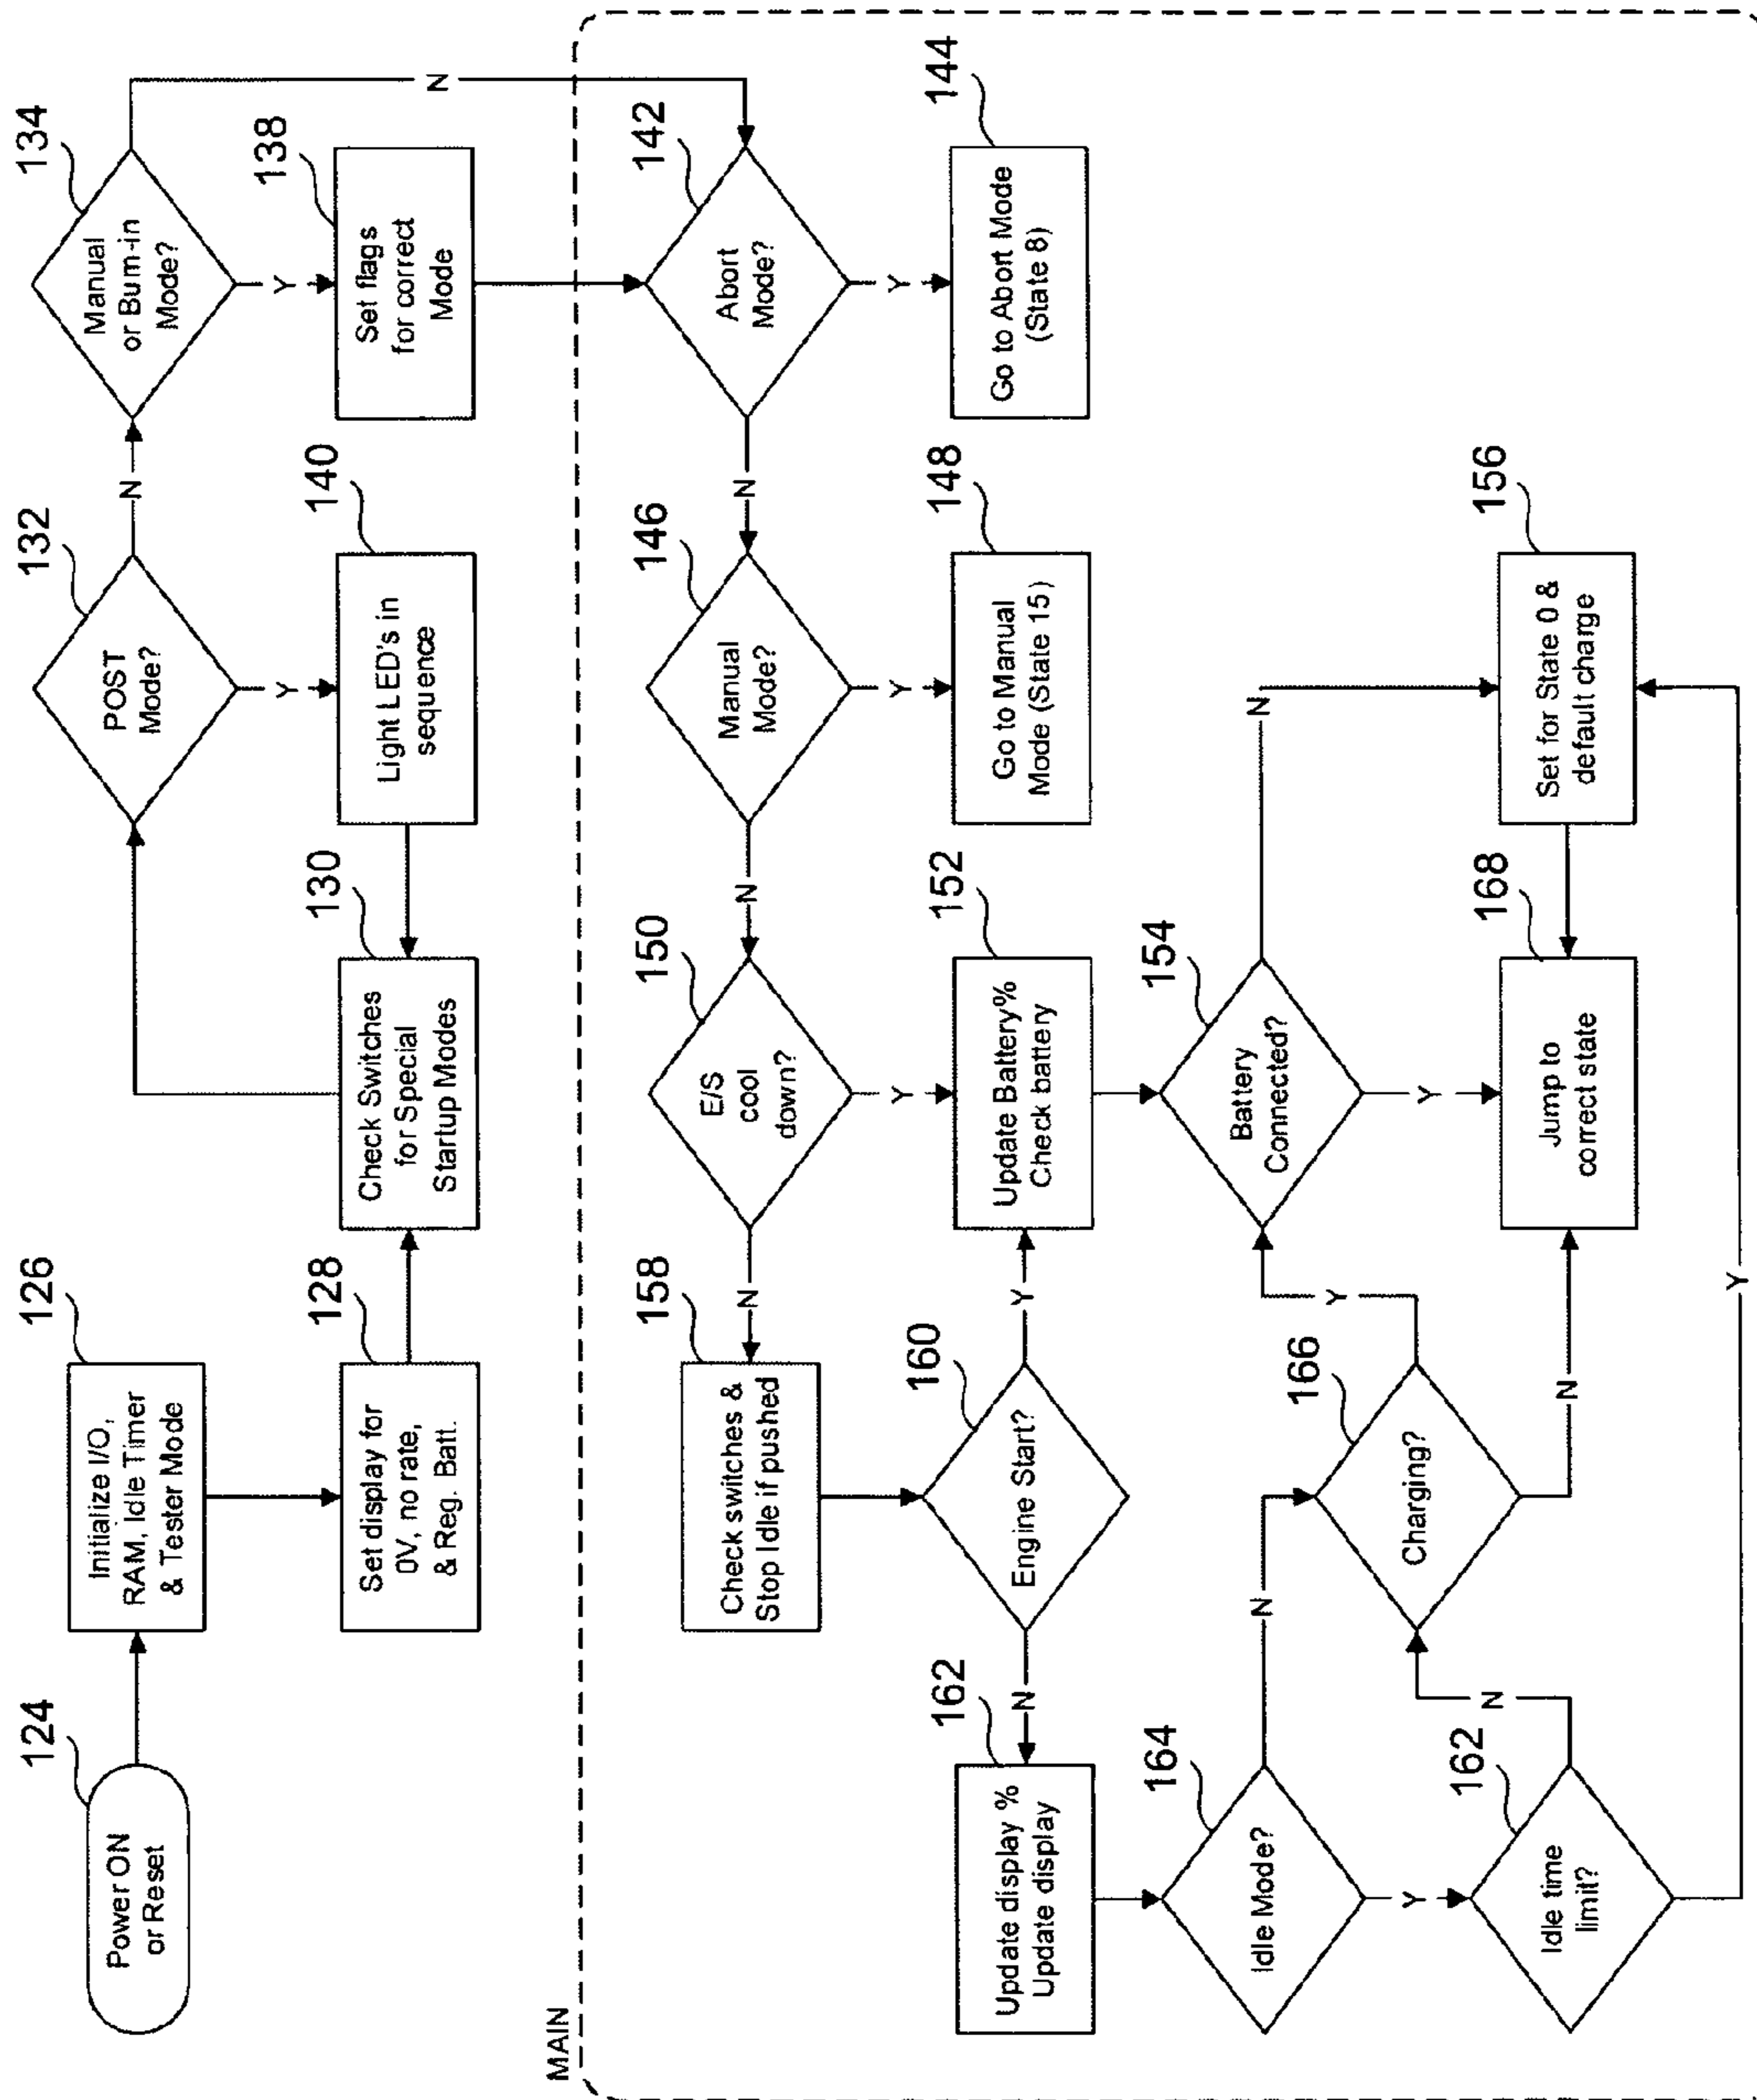 124
Power ON
or Reset
126
Initialize I/O,
RAM, Idle Timer
& Tester Mode
132
POST
Mode?
N
134
Manual
or Burn-in
Mode?
Y
Y
N
128
Set display for
0V, no rate,
& Reg. Batt.
130
Check Switches
for Special
Startup Modes
140
Light LED's in
sequence
138
Set flags
for correct
Mode
MAIN
158
Check switches &
Stop Idle if pushed
N
150
E/S
cool
down?
N
146
Manual
Mode?
N
142
Abort
Mode?
Y
Y
Y
162
Update display %
Update display
N
160
Engine Start?
Y
152
Update Battery%
Check battery
148
Go to Manual
Mode (State 15)
144
Go to Abort Mode
(State 8)
164
Idle Mode?
N
Y
166
Charging?
Y
154
Battery
Connected?
N
Y
162
Idle time
limit?
N
N
168
Jump to
correct state
156
Set for State 0 &
default charge
Y